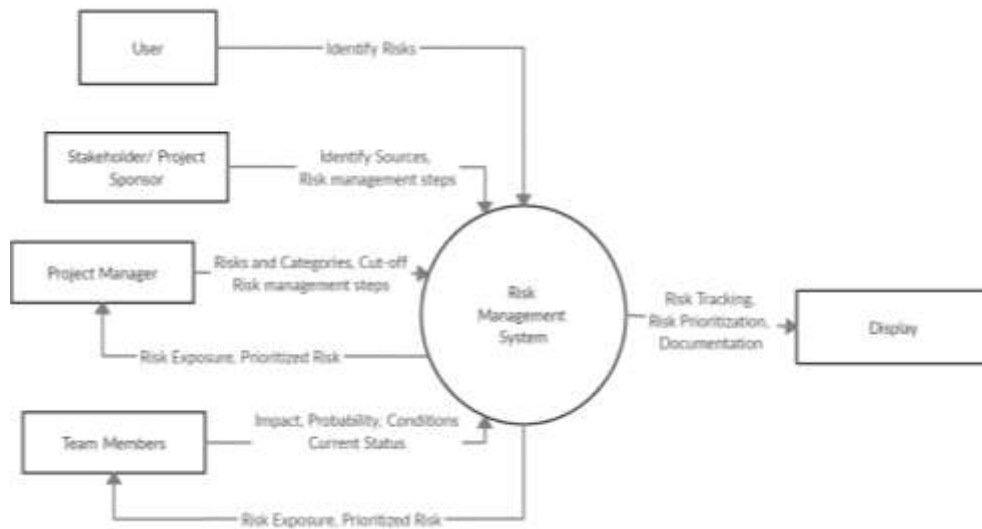 User
Identify Risks
Stakeholder/ Project
Sponsor
Identify Sources,
Risk management steps
Project Manager
Risks and Categories, Cut-off
Risk management steps
Risk
Management
System
Risk Tracking,
Risk Prioritization,
Documentation
Display
Risk Exposure, Prioritized Risk
Team Members
Impact, Probability, Conditions
Current Status
Risk Exposure, Prioritized Risk